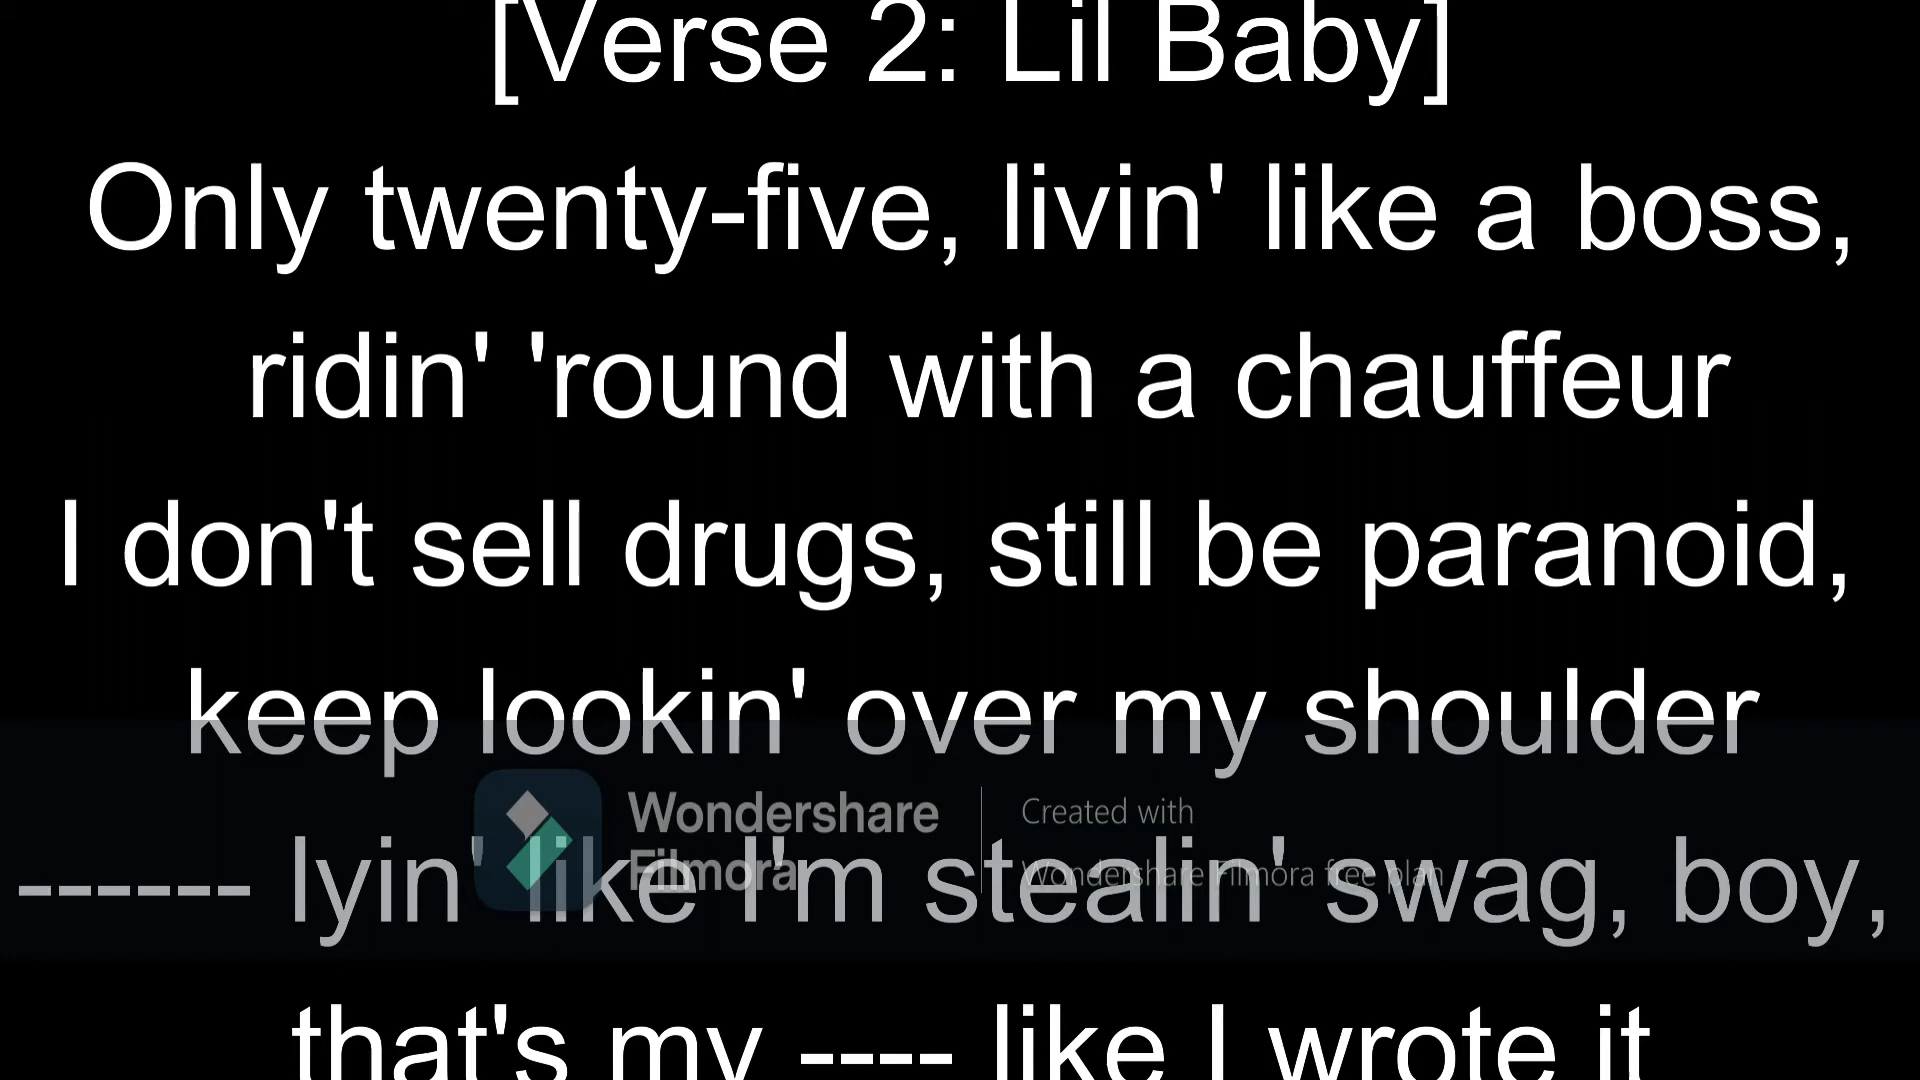 [Verse 2: Lil Baby]
Only twenty-five, livin' like a boss,
ridin' 'round with a chauffeur
I don't sell drugs, still be paranoid,
keep lookin' over my shoulder
Wondershare
Filmora
Created with
Wondershare Filmora free plan
------ lyin' like I'm stealin' swag, boy,
that's my ---- like I wrote it